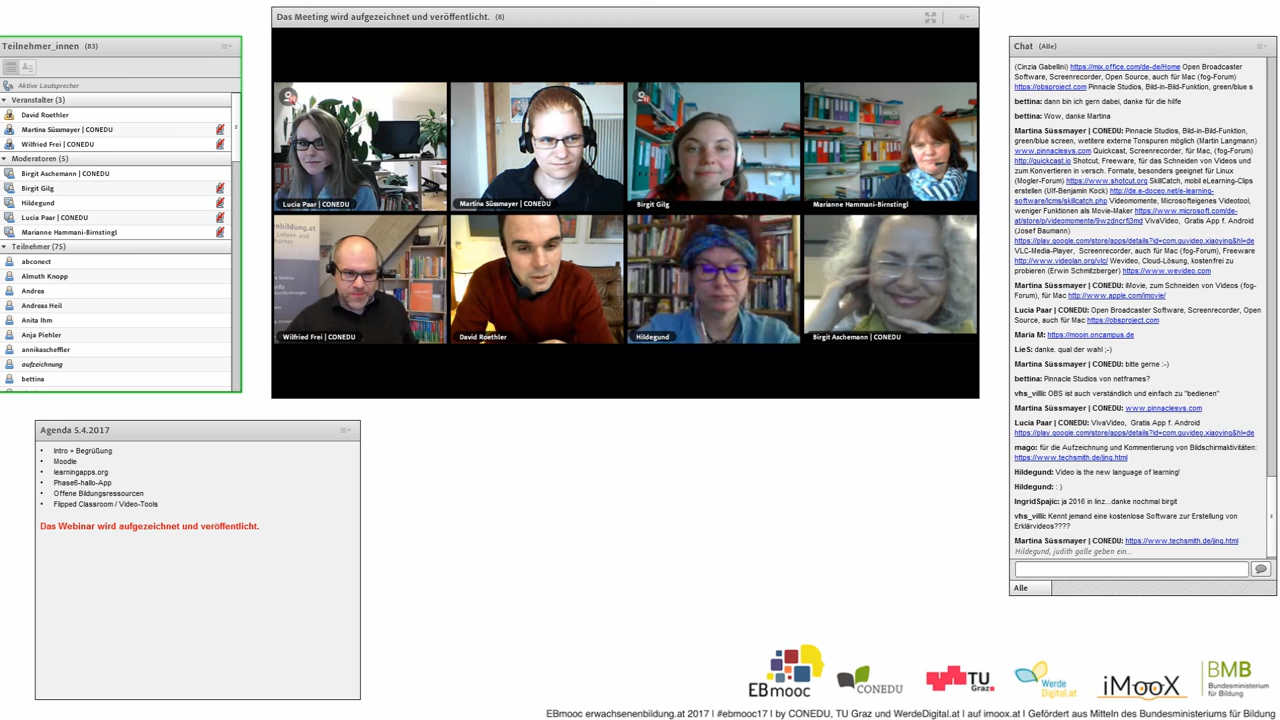 Das Meeting wird aufgezeichnet und veröffentlicht. (8)
Teilnehmer_innen (83)
Aktive Lautsprecher
Veranstalter (3)
David Roethler
Martina Süssmayer | CONEDU
Wilfried Frei | CONEDU
Moderatoren (5)
Birgit Aschemann | CONEDU
Birgit Gilg
Hildegund
Lucia Paar | CONEDU
Marianne Hammani-Birnstingl
Teilnehmer (75)
abconect
Almuth Knopp
Andrea
Andreas Heil
Anita Ihm
Anja Piehler
annikascheffler
aufzeichnung
bettina
Lucia Paar | CONEDU
Martina Süssmayer | CONEDU
Birgit Gilg
Marianne Hammani-Birnstingl
Wilfried Frei | CONEDU
David Roethler
Hildegund
Birgit Aschemann | CONEDU
Agenda 5.4.2017
• Intro + Begrüßung
• Moodle
• learningapps.org
• Phase6-hallo-App
• Offene Bildungsressourcen
• Flipped Classroom / Video-Tools
Das Webinar wird aufgezeichnet und veröffentlicht.
Chat (Alle)
(Cinzia Gabellini) https://mix.office.com/de-de/Home Open Broadcaster
Software, Screenrecorder, Open Source, auch für Mac (fog-Forum)
https://obsproject.com Pinnacle Studios, Bild-in-Bild-Funktion, green/blue s
bettina: dann bin ich gern dabei, danke für die hilfe
bettina: Wow, danke Martina
Martina Süssmayer | CONEDU: Pinnacle Studios, Bild-in-Bild-Funktion,
green/blue screen, weitere externe Tonspuren möglich (Martin Langmann)
www.pinnaclesys.com Quickcast, Screenrecorder, für Mac, (fog-Forum)
http://quickcast.io Shotcut, Freeware, für das Schneiden von Videos und
zum Konvertieren in versch. Formate, besonders geeignet für Linux
(Mogler-Forum) https://www.shotcut.org SkillCatch, mobil eLearning-Clips
erstellen (Ulf-Benjamin Kock) http://de.e-doceo.net/e-learning-
software/lcms/skillcatch.php Videomomente, Microsofteigenes Videotool,
weniger Funktionen als Movie-Maker https://www.microsoft.com/de-
at/store/p/videomomente/9wzdncrfj3md VivaVideo, Gratis App f. Android
(Josef Baumann)
https://play.google.com/store/apps/details?id=com.quvideo.xiaoying&hl=de
VLC-Media-Player, Screenrecorder, auch für Mac (fog-Forum), Freeware
http://www.videolan.org/vlc/ Wevideo, Cloud-Lösung, kostenfrei zu
probieren (Erwin Schmitzberger) https://www.wevideo.com
Martina Süssmayer | CONEDU: iMovie, zum Schneiden von Videos (fog-
Forum), für Mac http://www.apple.com/imovie/
Lucia Paar | CONEDU: Open Broadcaster Software, Screenrecorder, Open
Source, auch für Mac https://obsproject.com
Maria M: https://mooin.oncampus.de
LieS: danke. qual der wahl ;-)
Martina Süssmayer | CONEDU: bitte gerne :-)
bettina: Pinnacle Studios von netframes?
vhs_villi: OBS ist auch verständlich und einfach zu "bedienen"
Martina Süssmayer | CONEDU: www.pinnaclesys.com
Lucia Paar | CONEDU: VivaVideo, Gratis App f. Android
https://play.google.com/store/apps/details?id=com.quvideo.xiaoying&hl=de
mago: für die Aufzeichnung und Kommentierung von Bildschirmaktivitäten:
https://www.techsmith.de/jing.html
Hildegund: Video is the new language of learning!
Hildegund: : )
IngridSpajic: ja 2016 in linz...danke nochmal birgit
vhs_villi: Kennt jemand eine kostenlose Software zur Erstellung von
Erklärvideos????
Martina Süssmayer | CONEDU: https://www.techsmith.de/jing.html
Hildegund, judith galle geben ein...
Alle
EBmooc
CONEDU
TU Graz
Werde Digital.at
iMooX
BMB
Bundesministerium
für Bildung
EBmooc erwachsenenbildung.at 2017 I #ebmooc17 I by CONEDU, TU Graz und WerdeDigital.at I auf imoox.at I Gefördert aus Mitteln des Bundesministeriums für Bildung